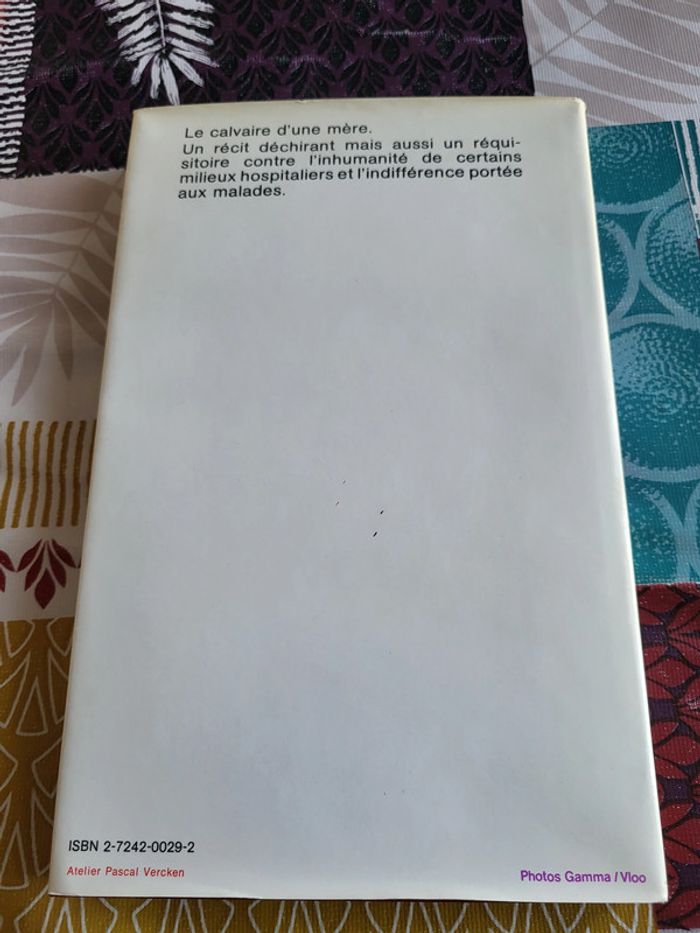 Le calvaire d'une mère.
Un récit déchirant mais aussi un réqui-
sitoire contre l'inhumanité de certains
milieux hospitaliers et l'indifférence portée
aux malades.
ISBN 2-7242-0029-2
Atelier Pascal Vercken
Photos Gamma / Vloo